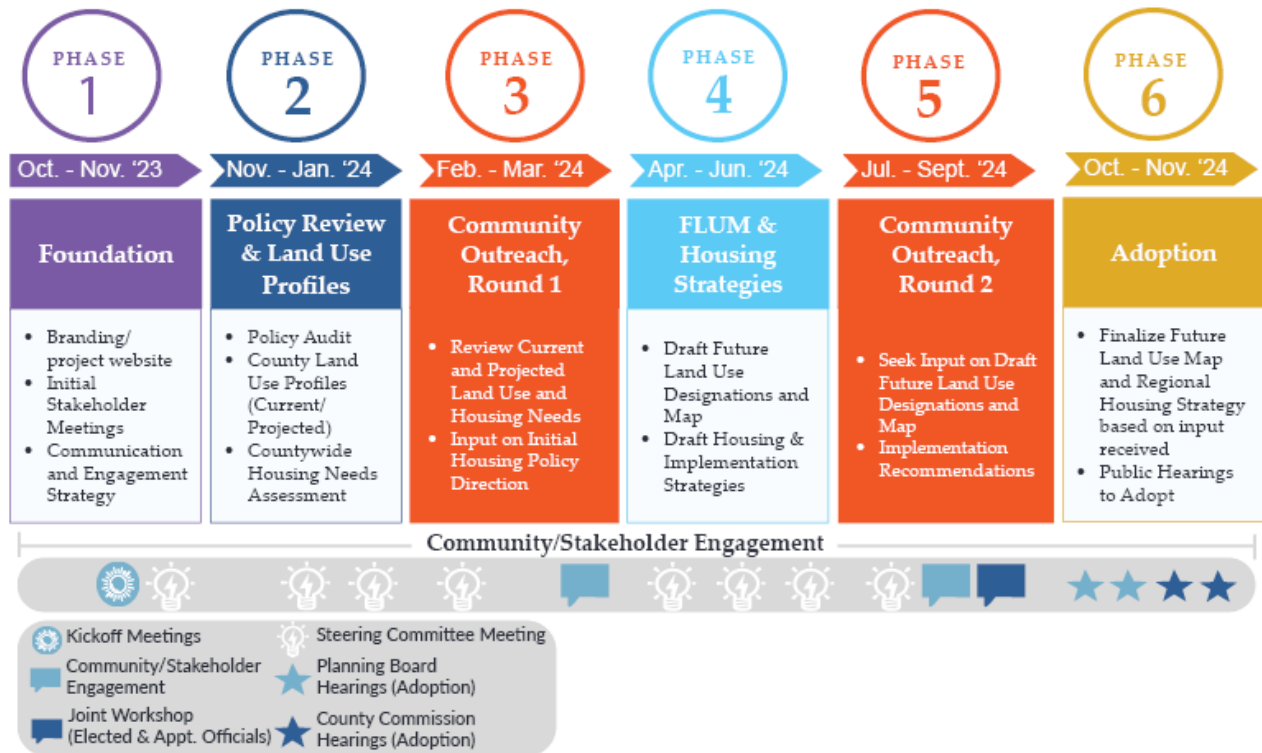 PHASE
1
PHASE
2
PHASE
3
PHASE
4
PHASE
5
PHASE
6
Oct. - Nov. ‘23
Nov. - Jan. ‘24
Feb. - Mar. ‘24
Apr. - Jun. ‘24
Jul. - Sept. ‘24
Oct. - Nov. ‘24
Foundation
• Branding/
project website
• Initial
Stakeholder
Meetings
• Communication
and Engagement
Strategy
Policy Review
& Land Use
Profiles
• Policy Audit
• County Land
Use Profiles
(Current/
Projected)
• Countywide
Housing Needs
Assessment
Community
Outreach,
Round 1
• Review Current
and Projected
Land Use and
Housing Needs
• Input on Initial
Housing Policy
Direction
FLUM &
Housing
Strategies
• Draft Future
Land Use
Designations and
Map
• Draft Housing &
Implementation
Strategies
Community
Outreach,
Round 2
• Seek Input on Draft
Future Land Use
Designations and
Map
• Implementation
Recommendations
Adoption
• Finalize Future
Land Use Map
and Regional
Housing Strategy
based on input
received
• Public Hearings
to Adopt
Community/Stakeholder Engagement
Kickoff Meetings
Community/Stakeholder
Engagement
Joint Workshop
(Elected & Appt. Officials)
Steering Committee Meeting
Planning Board
Hearings (Adoption)
County Commission
Hearings (Adoption)